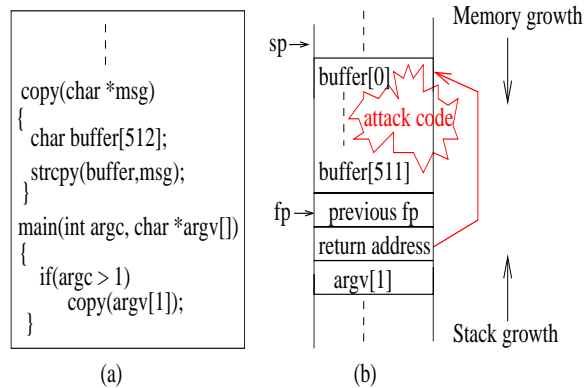 copy(char *msg)
{
char buffer[512];
strcpy(buffer,msg);
}
main(int argc, char *argv[])
{
if(argc > 1)
copy(argv[1]);
}
(a)
sp
buffer[0]
attack code
buffer[511]
fp
previous fp
return address
argv[1]
(b)
Memory growth
Stack growth